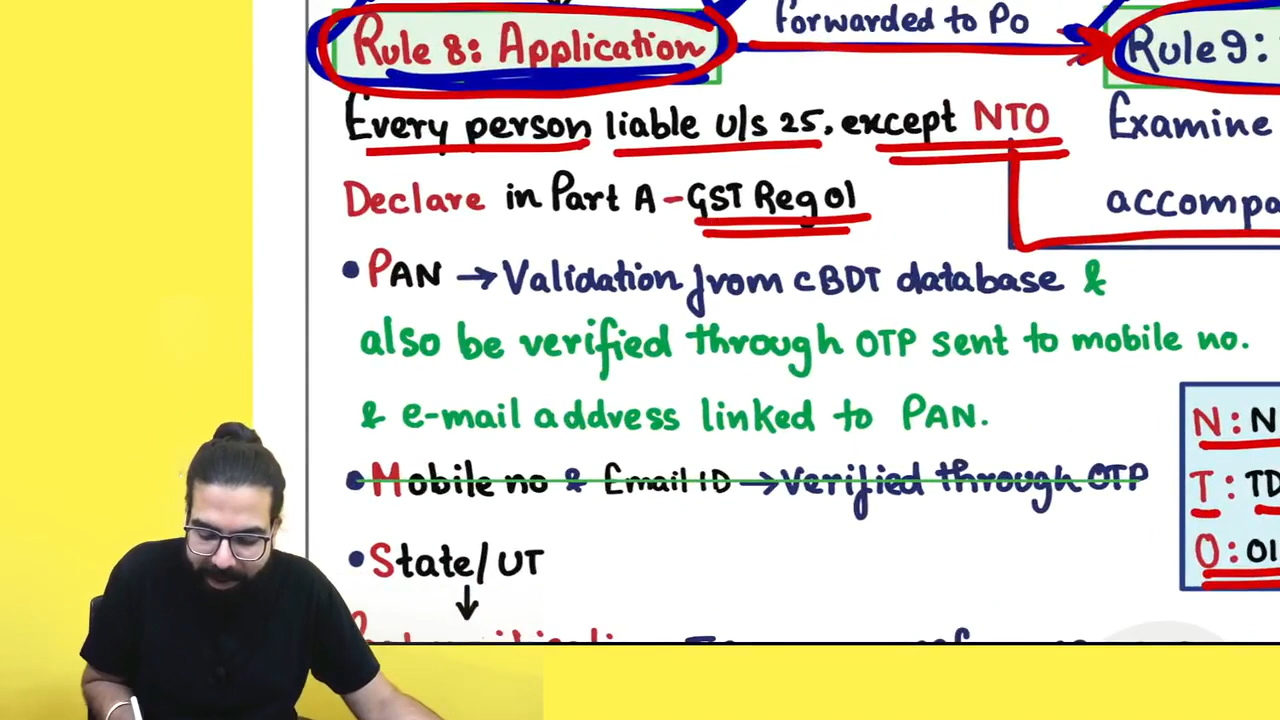 Rule 8: Application
Forwarded to Po
Rule 9:
Every person liable u/s 25, except NTO
Examine
Declare in Part A - GST Reg 01
accompa
• PAN → Validation from CBDT database &
also be verified through OTP sent to mobile no.
& e-mail address linked to PAN.
N: N
• Mobile no & Email ID → Verified through OTP
T: TD
O: OI
• State/UT